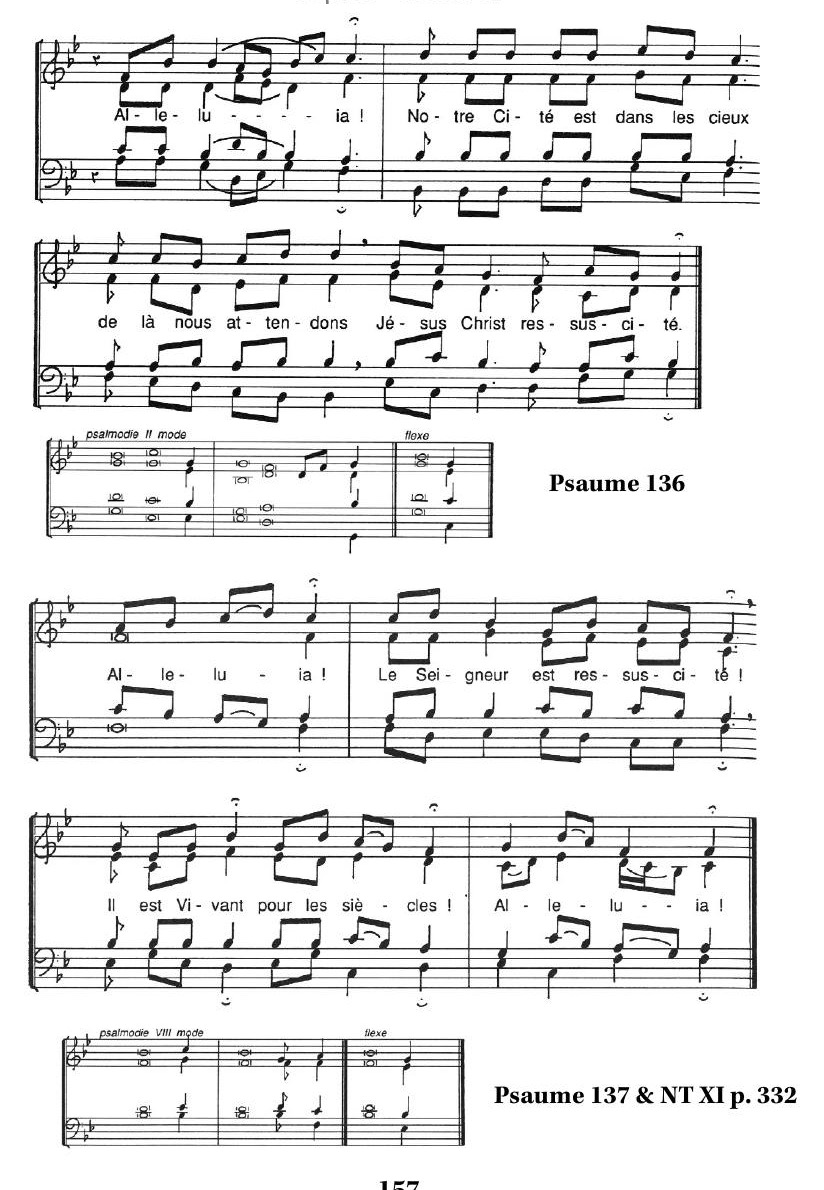 Al - le - lu - - - - ia ! No - tre Ci - té est dans les cieux
de là nous at - ten - dons Jé - sus Christ res - sus - ci - té.
psalmodie II mode flexe
Psaume 136
Al - le - lu - ia ! Le Sei - gneur est res - sus - ci - té !
Il est Vi - vant pour les siè - cles ! Al - le - lu - - ia !
psalmodie VIII mode flexe
Psaume 137 & NT XI p. 332
157